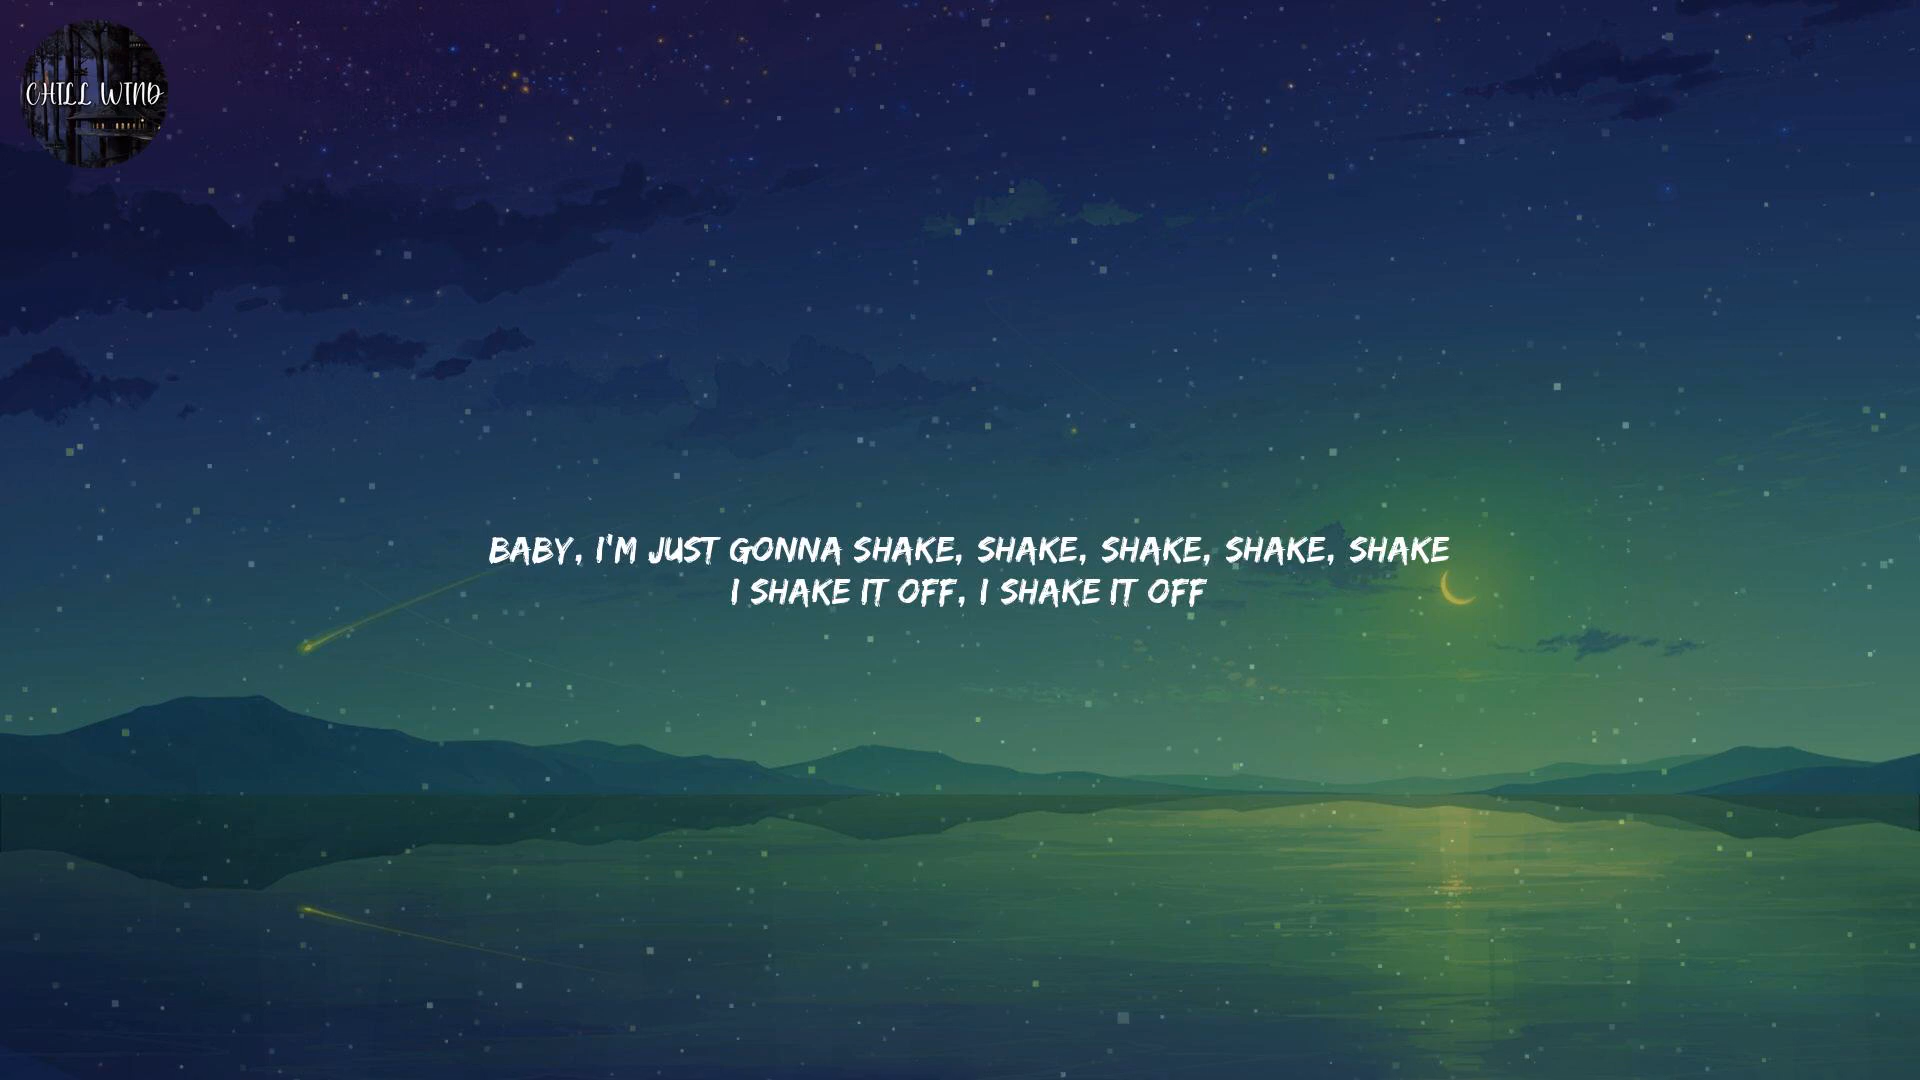 CHILL WIND
BABY, I'M JUST GONNA SHAKE, SHAKE, SHAKE, SHAKE, SHAKE
I SHAKE IT OFF, I SHAKE IT OFF